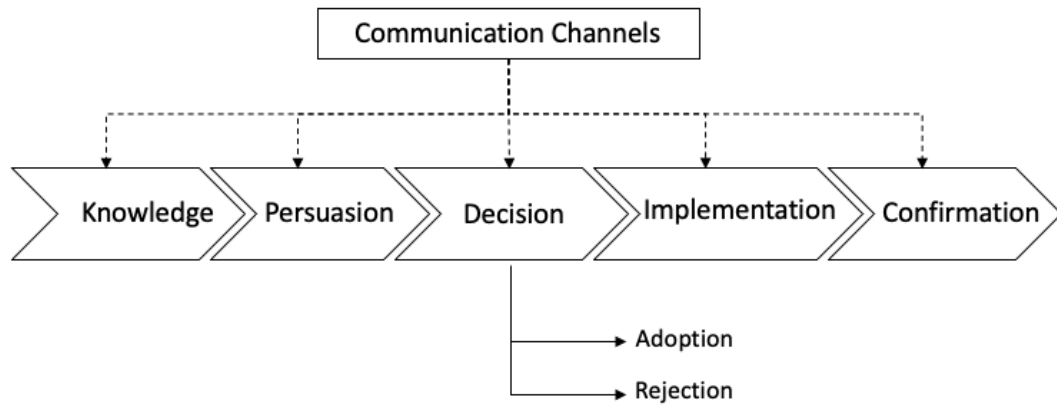 Communication Channels
Knowledge
Persuasion
Decision
Implementation
Confirmation
Adoption
Rejection